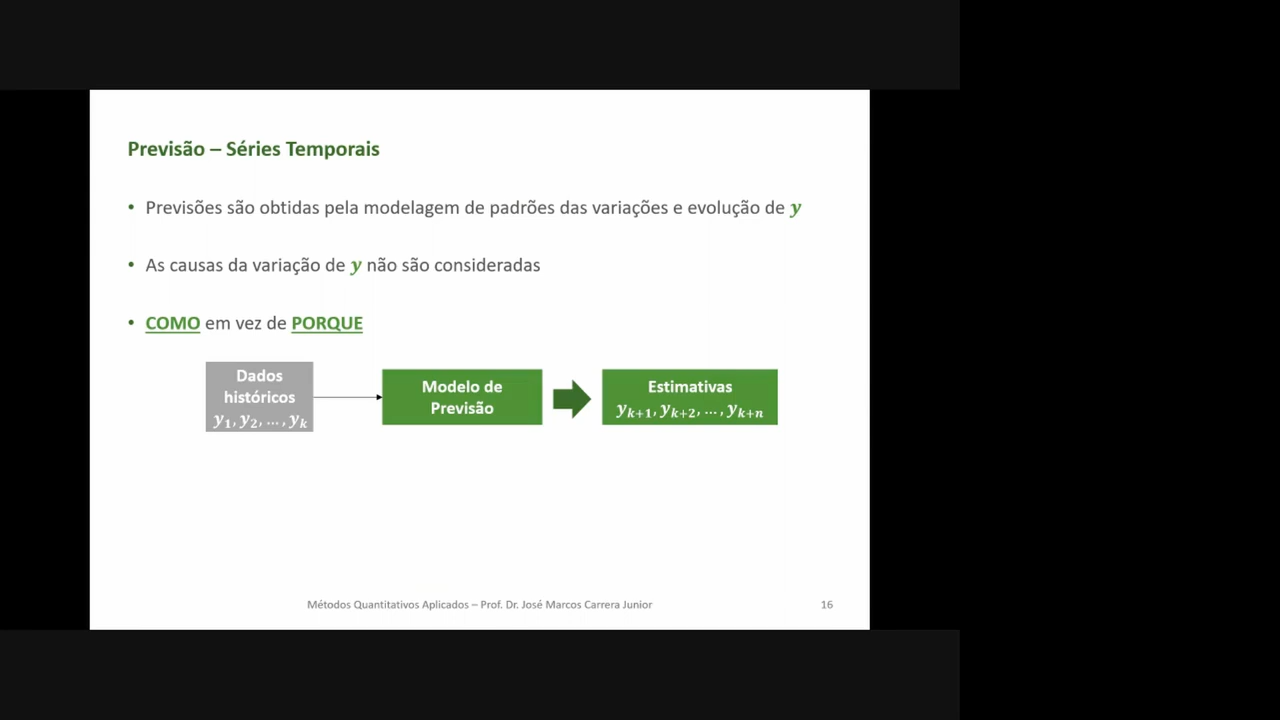 Previsão – Séries Temporais
• Previsões são obtidas pela modelagem de padrões das variações e evolução de y
• As causas da variação de y não são consideradas
• COMO em vez de PORQUE
Dados
históricos
y₁, y₂, …, yₖ
Modelo de
Previsão
Estimativas
yₖ₊₁, yₖ₊₂, …, yₖ₊ₙ
Métodos Quantitativos Aplicados – Prof. Dr. José Marcos Carrera Junior
16